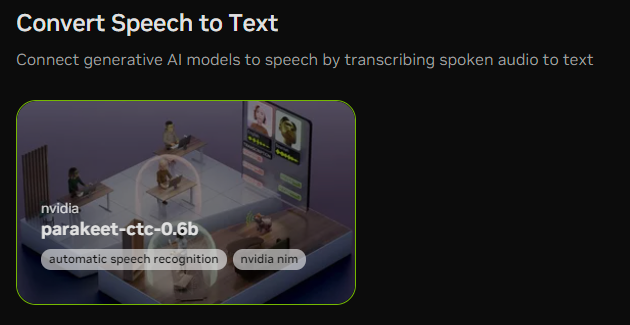 Convert Speech to Text
Connect generative AI models to speech by transcribing spoken audio to text
nvidia
parakeet-ctc-0.6b
automatic speech recognition
nvidia nim